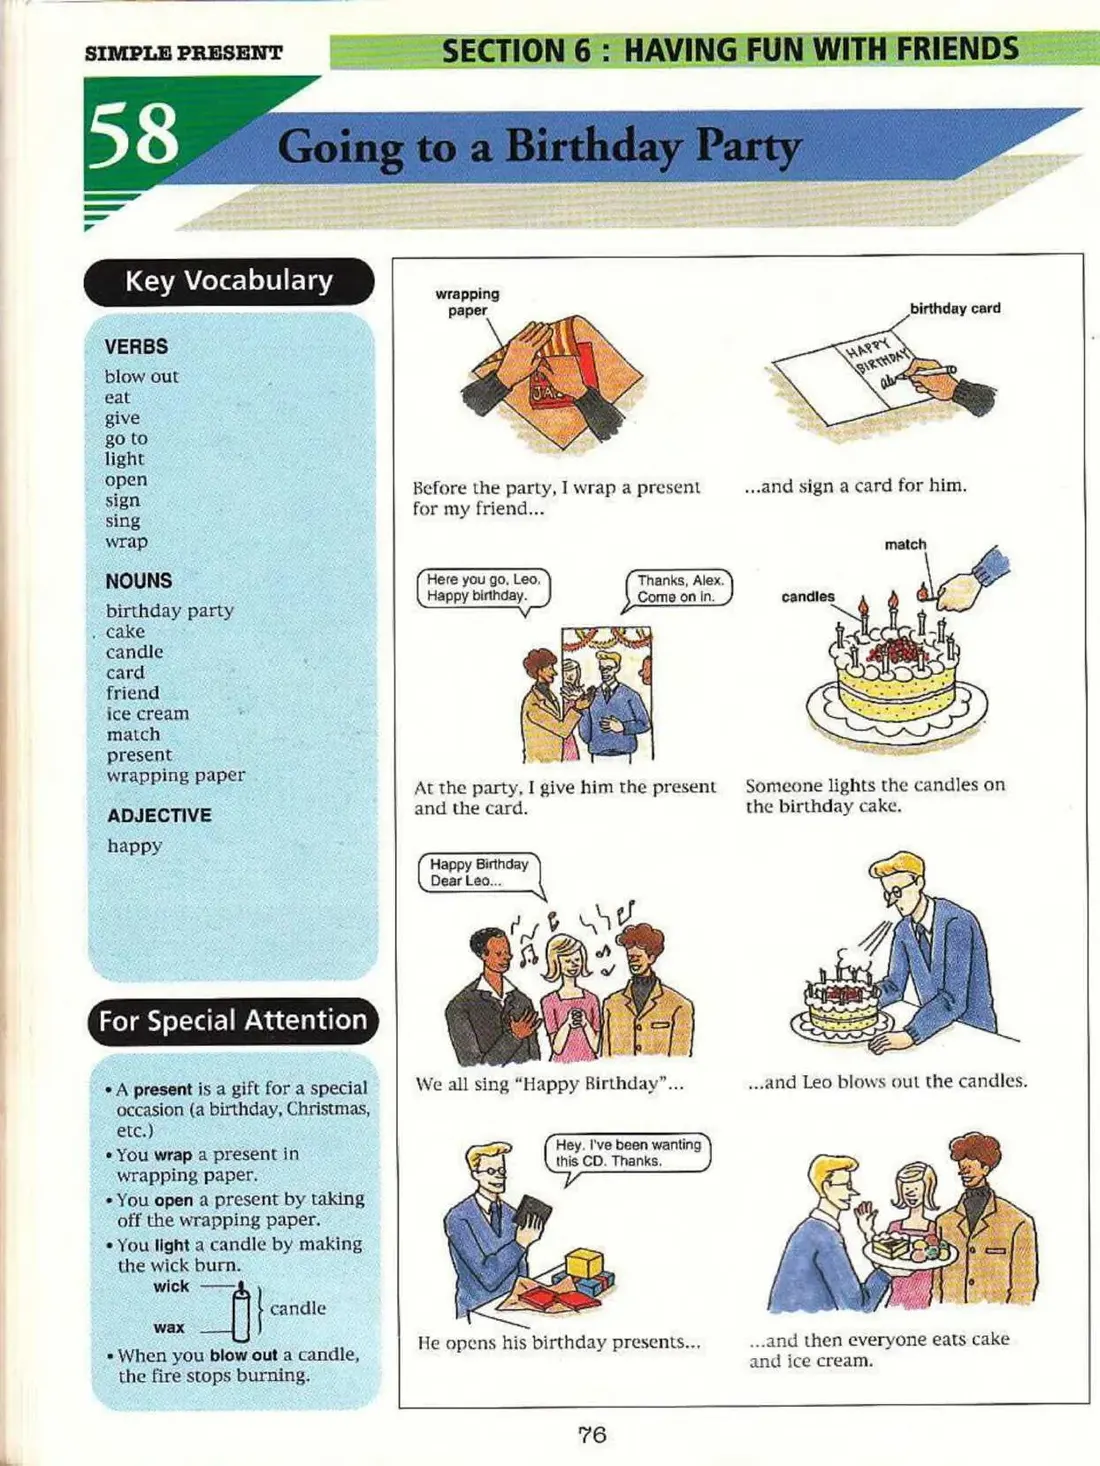 SIMPLE PRESENT
SECTION 6 : HAVING FUN WITH FRIENDS
58
Going to a Birthday Party
Key Vocabulary
VERBS
blow out
eat
give
go to
light
open
sign
sing
wrap
NOUNS
birthday party
cake
candle
card
friend
ice cream
match
present
wrapping paper
ADJECTIVE
happy
For Special Attention
• A present is a gift for a special
occasion (a birthday, Christmas,
etc.)
• You wrap a present in
wrapping paper.
• You open a present by taking
off the wrapping paper.
• You light a candle by making
the wick burn.
wick
candle
wax
• When you blow out a candle,
the fire stops burning.
wrapping
paper
JA
Before the party, I wrap a present
for my friend...
birthday card
HAPPY
BIRTHDAY
...and sign a card for him.
Here you go, Leo.
Happy birthday.
Thanks, Alex.
Come on in.
At the party, I give him the present
and the card.
match
candles
Someone lights the candles on
the birthday cake.
Happy Birthday
Dear Leo...
We all sing "Happy Birthday"...
...and Leo blows out the candles.
Hey. I've been wanting
this CD. Thanks.
He opens his birthday presents...
...and then everyone eats cake
and ice cream.
76